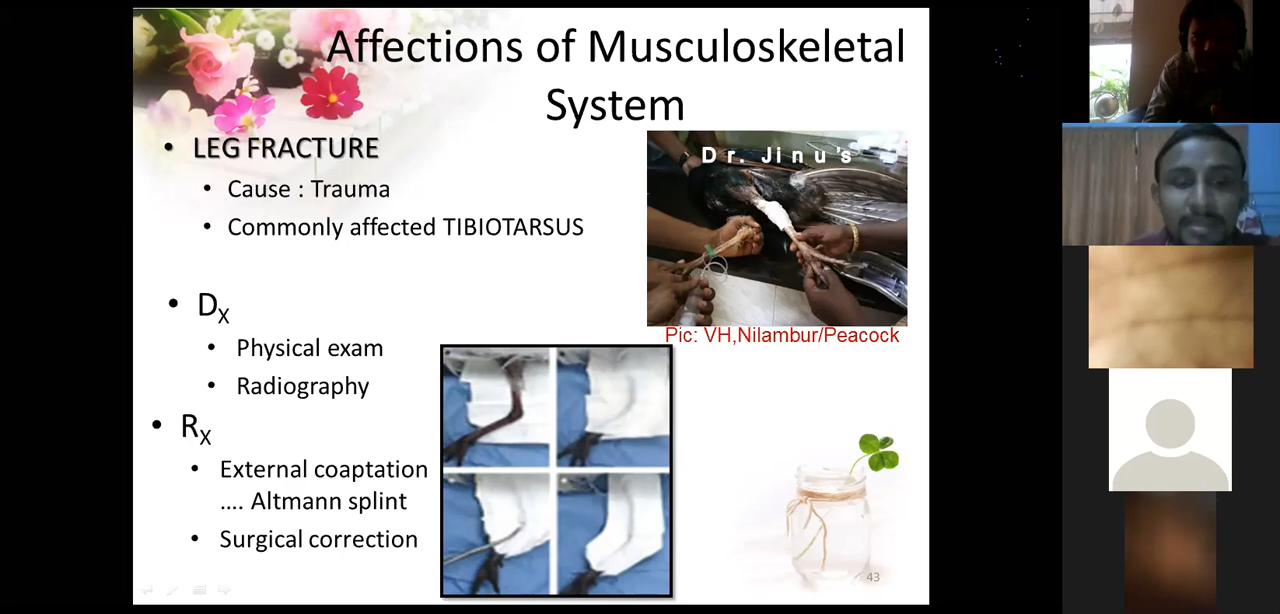 Affections of Musculoskeletal
System
• LEG FRACTURE
• Cause : Trauma
• Commonly affected TIBIOTARSUS
Dr. Jinu's
Pic: VH,Nilambur/Peacock
• DX
• Physical exam
• Radiography
• RX
• External coaptation
.... Altmann splint
• Surgical correction
43